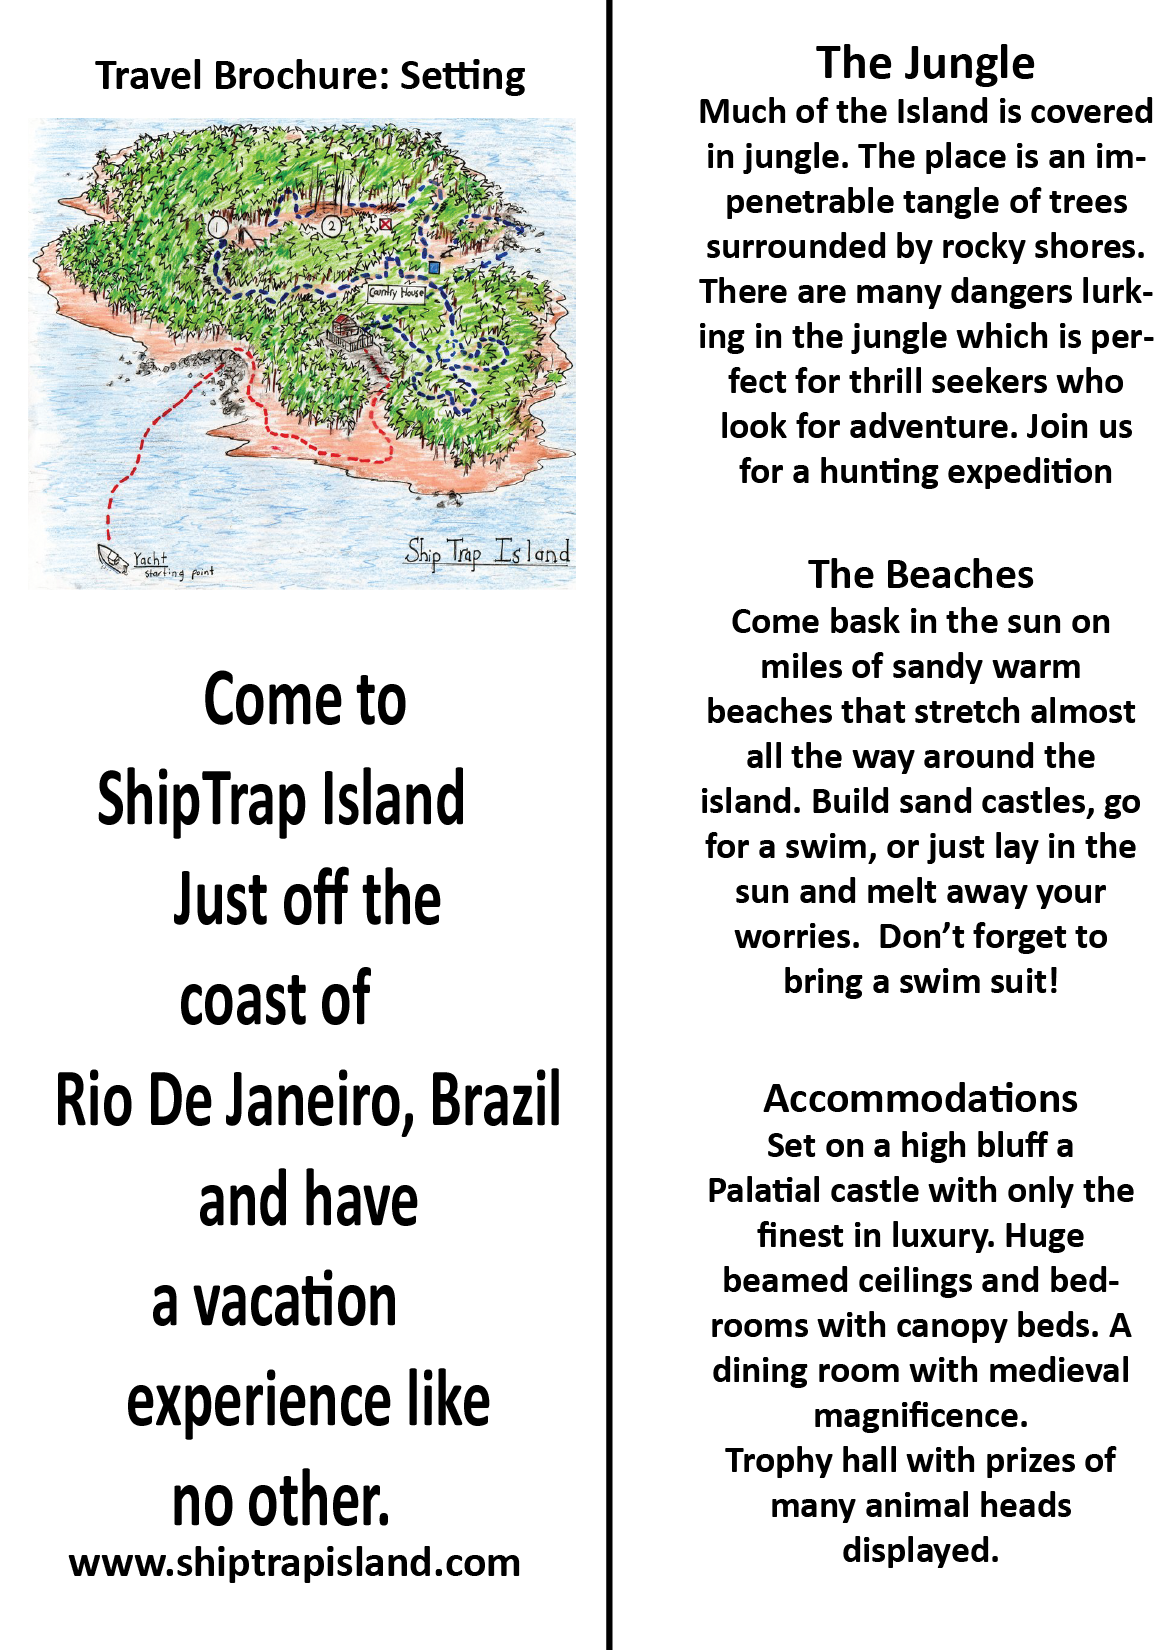 Travel Brochure: Setting
1
2
Country House
Ship Trap Island
Yacht
starting point
Come to
ShipTrap Island
Just off the
coast of
Rio De Janeiro, Brazil
and have
a vacation
experience like
no other.
www.shiptrapisland.com
The Jungle
Much of the Island is covered
in jungle. The place is an im-
penetrable tangle of trees
surrounded by rocky shores.
There are many dangers lurk-
ing in the jungle which is per-
fect for thrill seekers who
look for adventure. Join us
for a hunting expedition
The Beaches
Come bask in the sun on
miles of sandy warm
beaches that stretch almost
all the way around the
island. Build sand castles, go
for a swim, or just lay in the
sun and melt away your
worries.  Don’t forget to
bring a swim suit!
Accommodations
Set on a high bluff a
Palatial castle with only the
finest in luxury. Huge
beamed ceilings and bed-
rooms with canopy beds. A
dining room with medieval
magnificence.
Trophy hall with prizes of
many animal heads
displayed.